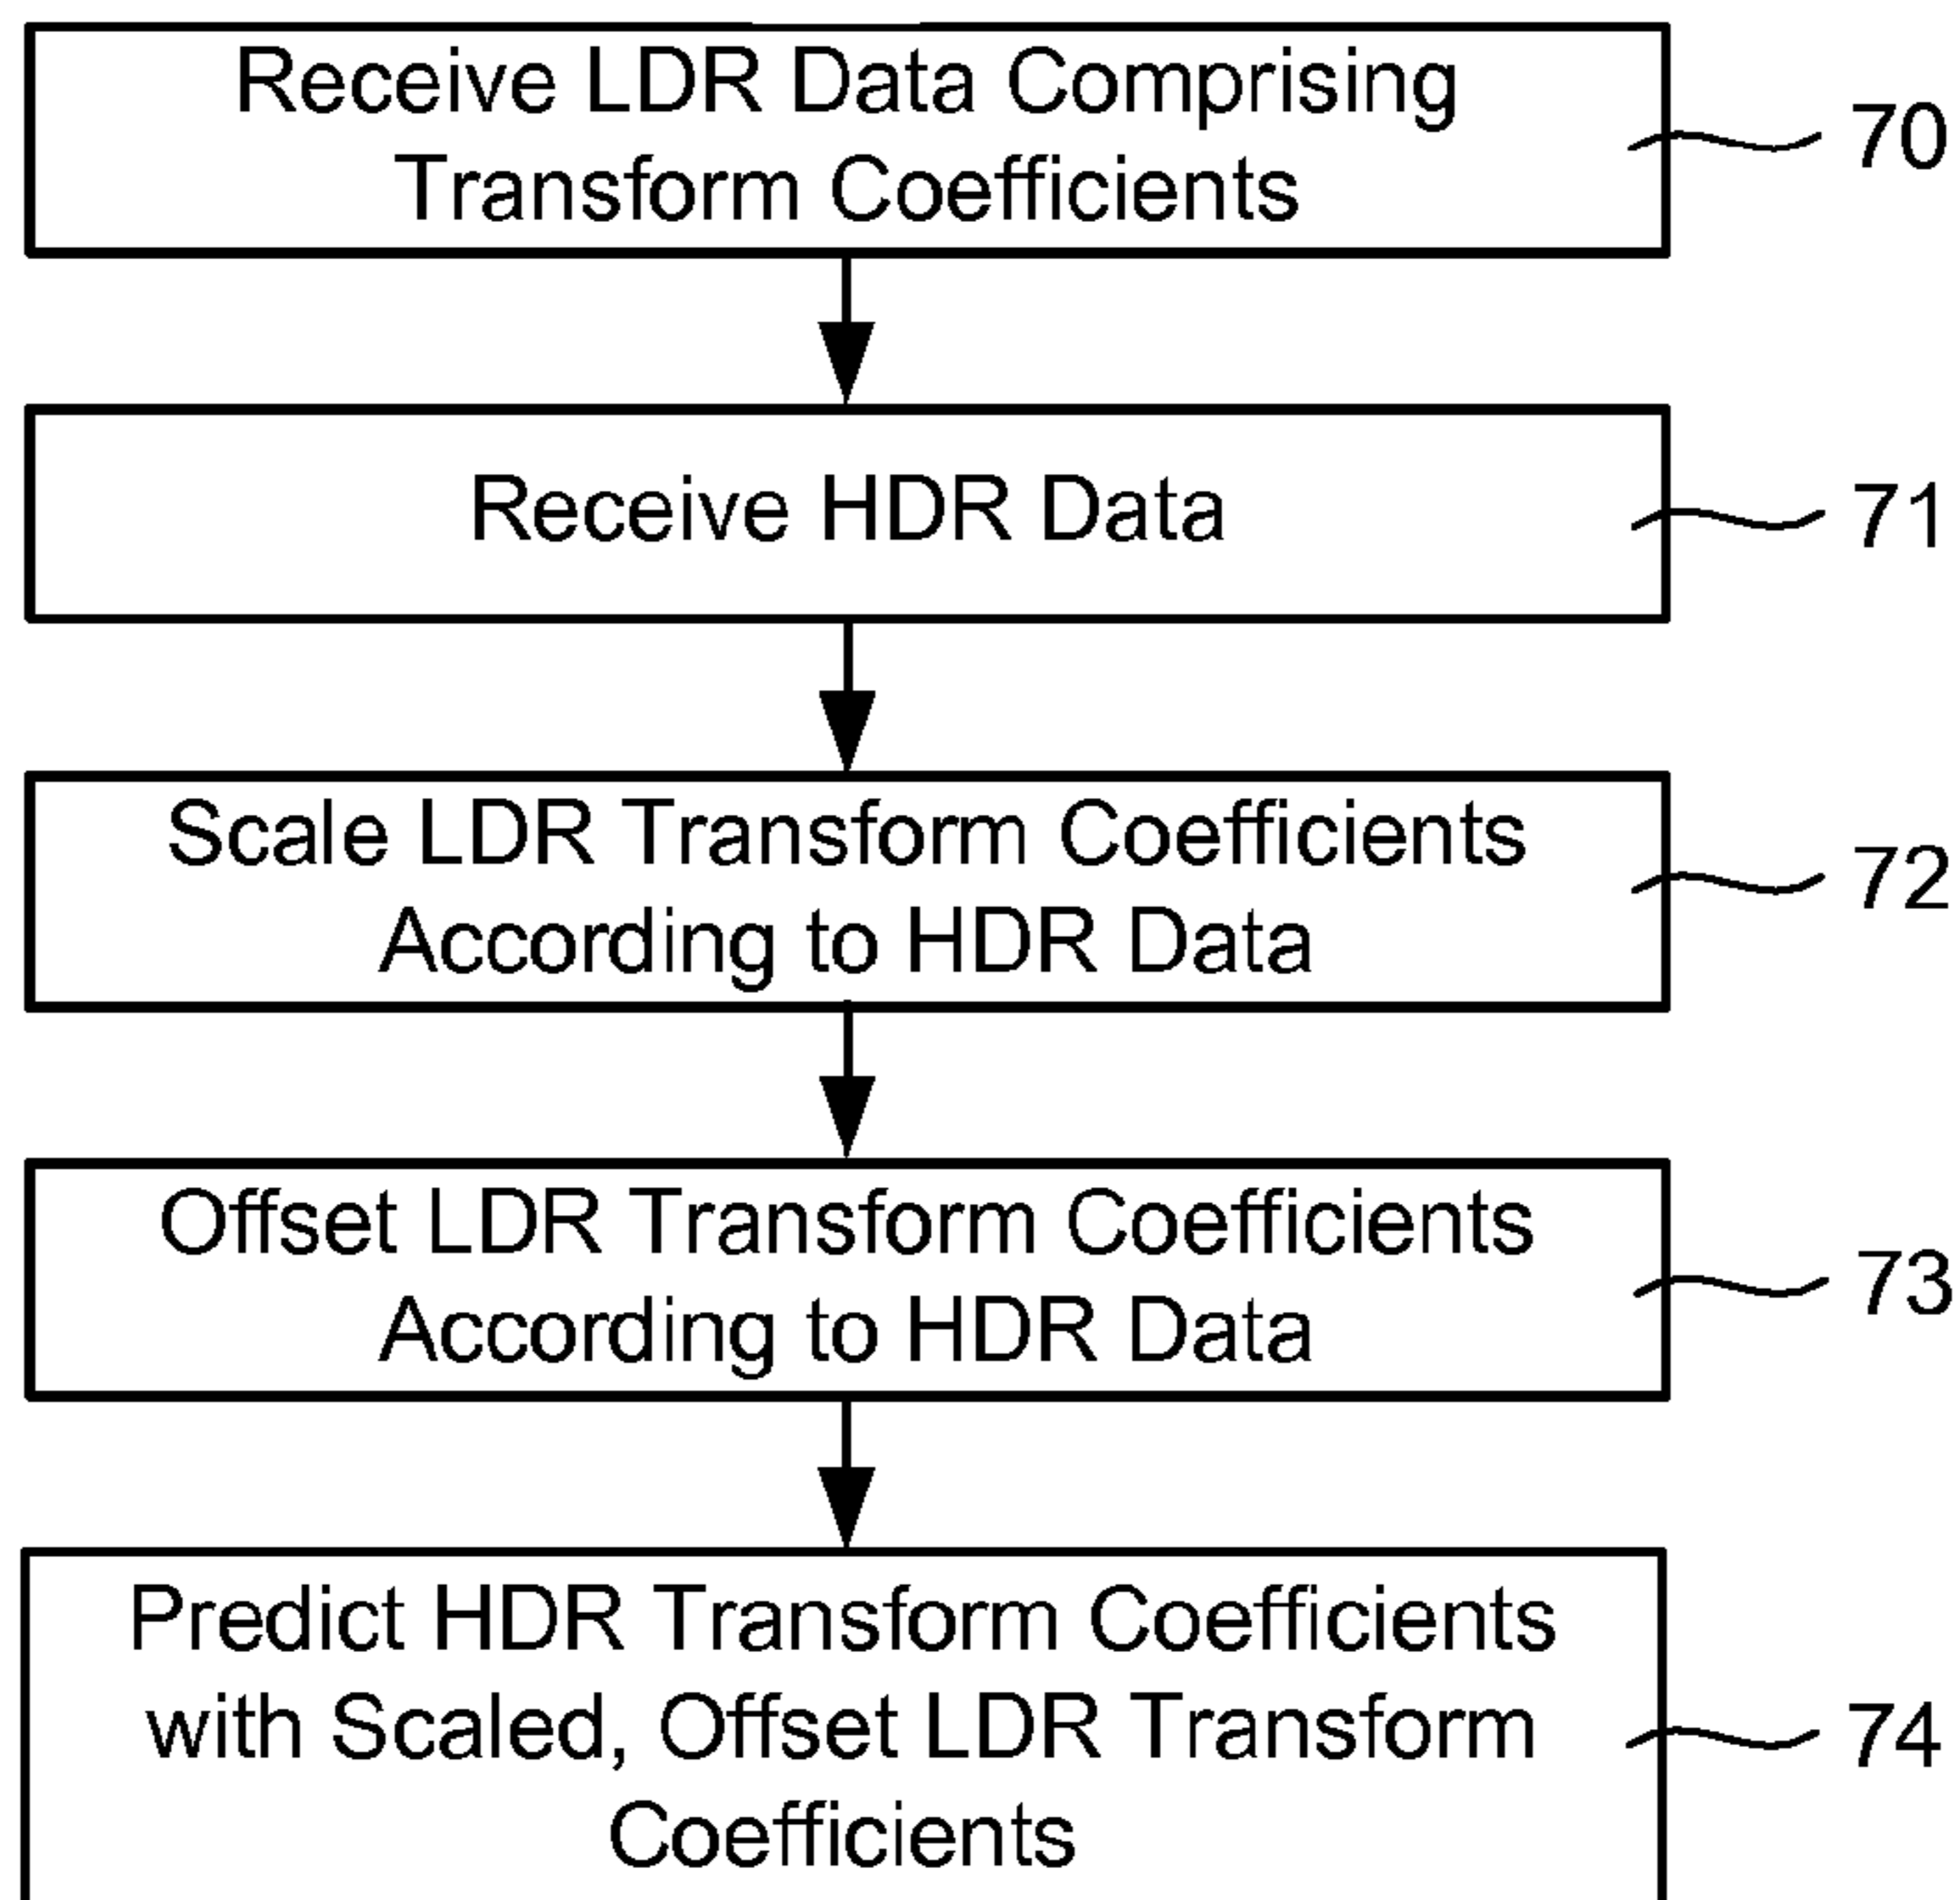 Receive LDR Data Comprising
Transform Coefficients
70
Receive HDR Data
71
Scale LDR Transform Coefficients
According to HDR Data
72
Offset LDR Transform Coefficients
According to HDR Data
73
Predict HDR Transform Coefficients
with Scaled, Offset LDR Transform
Coefficients
74